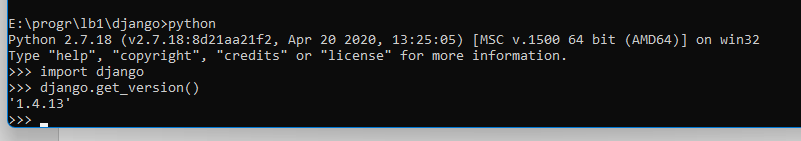 E:\progr\lb1\django>python
Python 2.7.18 (v2.7.18:8d21aa21f2, Apr 20 2020, 13:25:05) [MSC v.1500 64 bit (AMD64)] on win32
Type "help", "copyright", "credits" or "license" for more information.
>>> import django
>>> django.get_version()
'1.4.13'
>>>